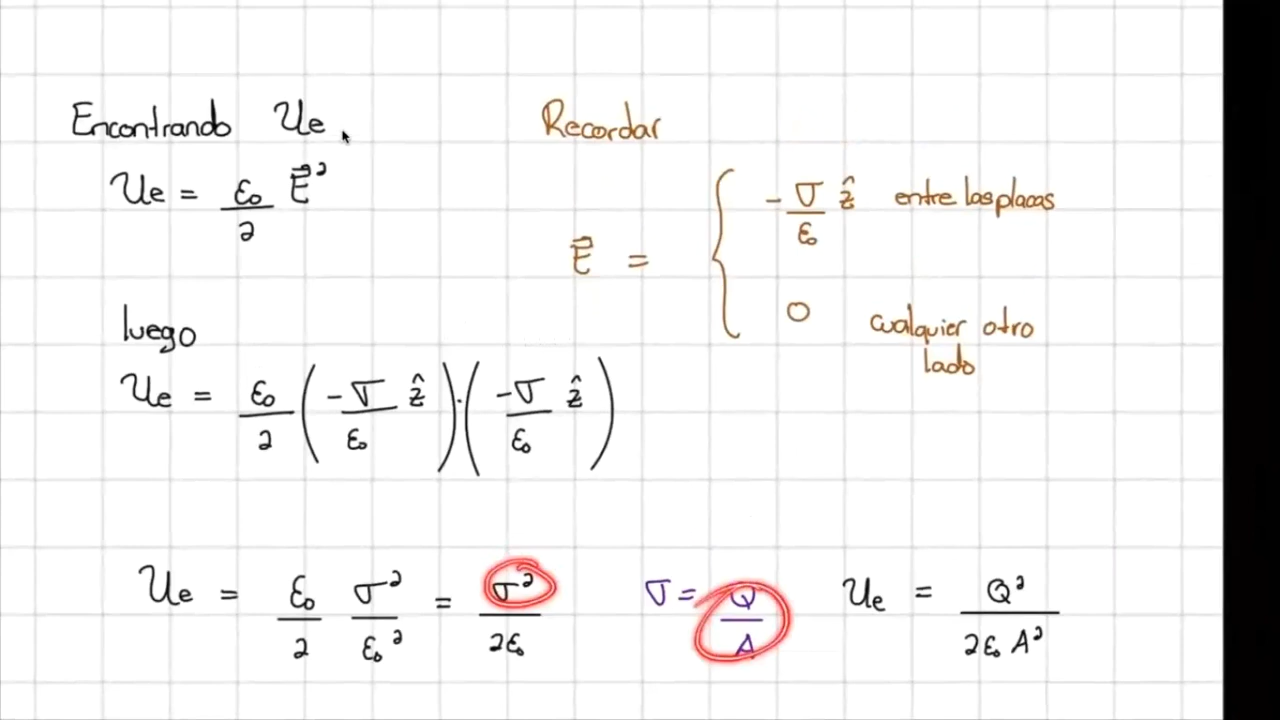 Encontrando Ue
Ue = ε₀/2 E⃗²
luego
Ue = ε₀/2 (-σ/ε₀ ẑ)·(-σ/ε₀ ẑ)
Recordar
E⃗ = { -σ/ε₀ ẑ entre las placas
0 cualquier otro
lado
Ue = ε₀/2 σ²/ε₀² = σ²/2ε₀ σ = Q/A Ue = Q²/2ε₀A²